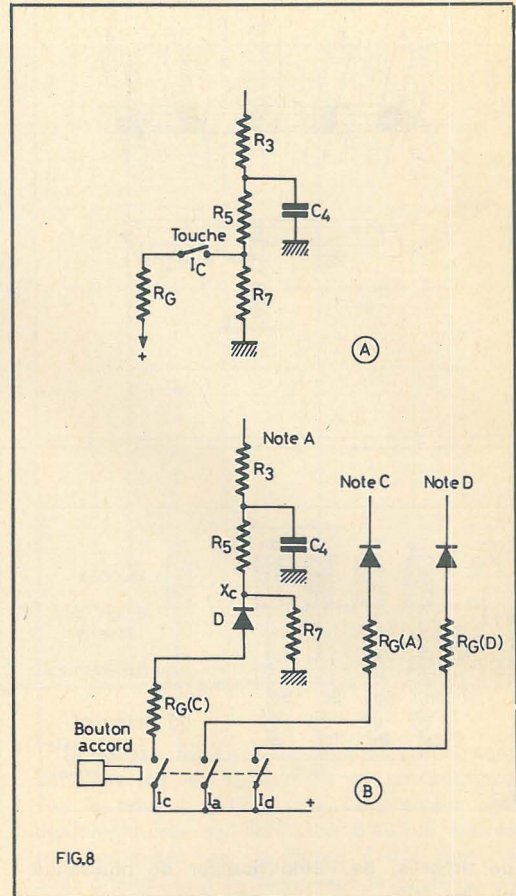 R3
R5
C4
Touche
IC
RG
R7
+
A
Note A
R3
Note C
Note D
R5
C4
XC
D
R7
RG(A)
RG(D)
RG(C)
Bouton
accord
Ic
Ia
Id
+
B
FIG.8